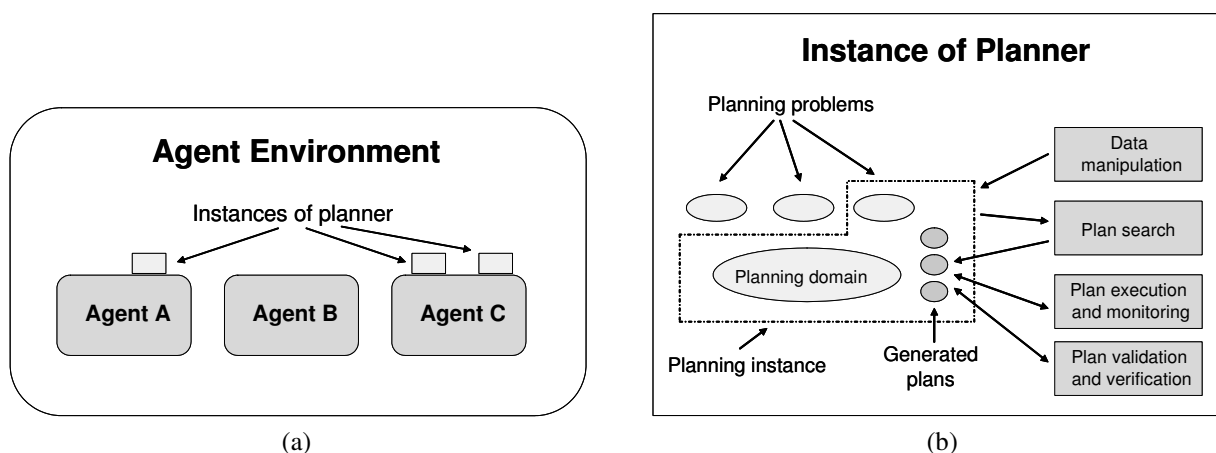 Agent Environment
Instances of planner
Agent A
Agent B
Agent C
(a)
Instance of Planner
Planning problems
Data
manipulation
Plan search
Planning domain
Plan execution
and monitoring
Planning instance
Generated
plans
Plan validation
and verification
(b)